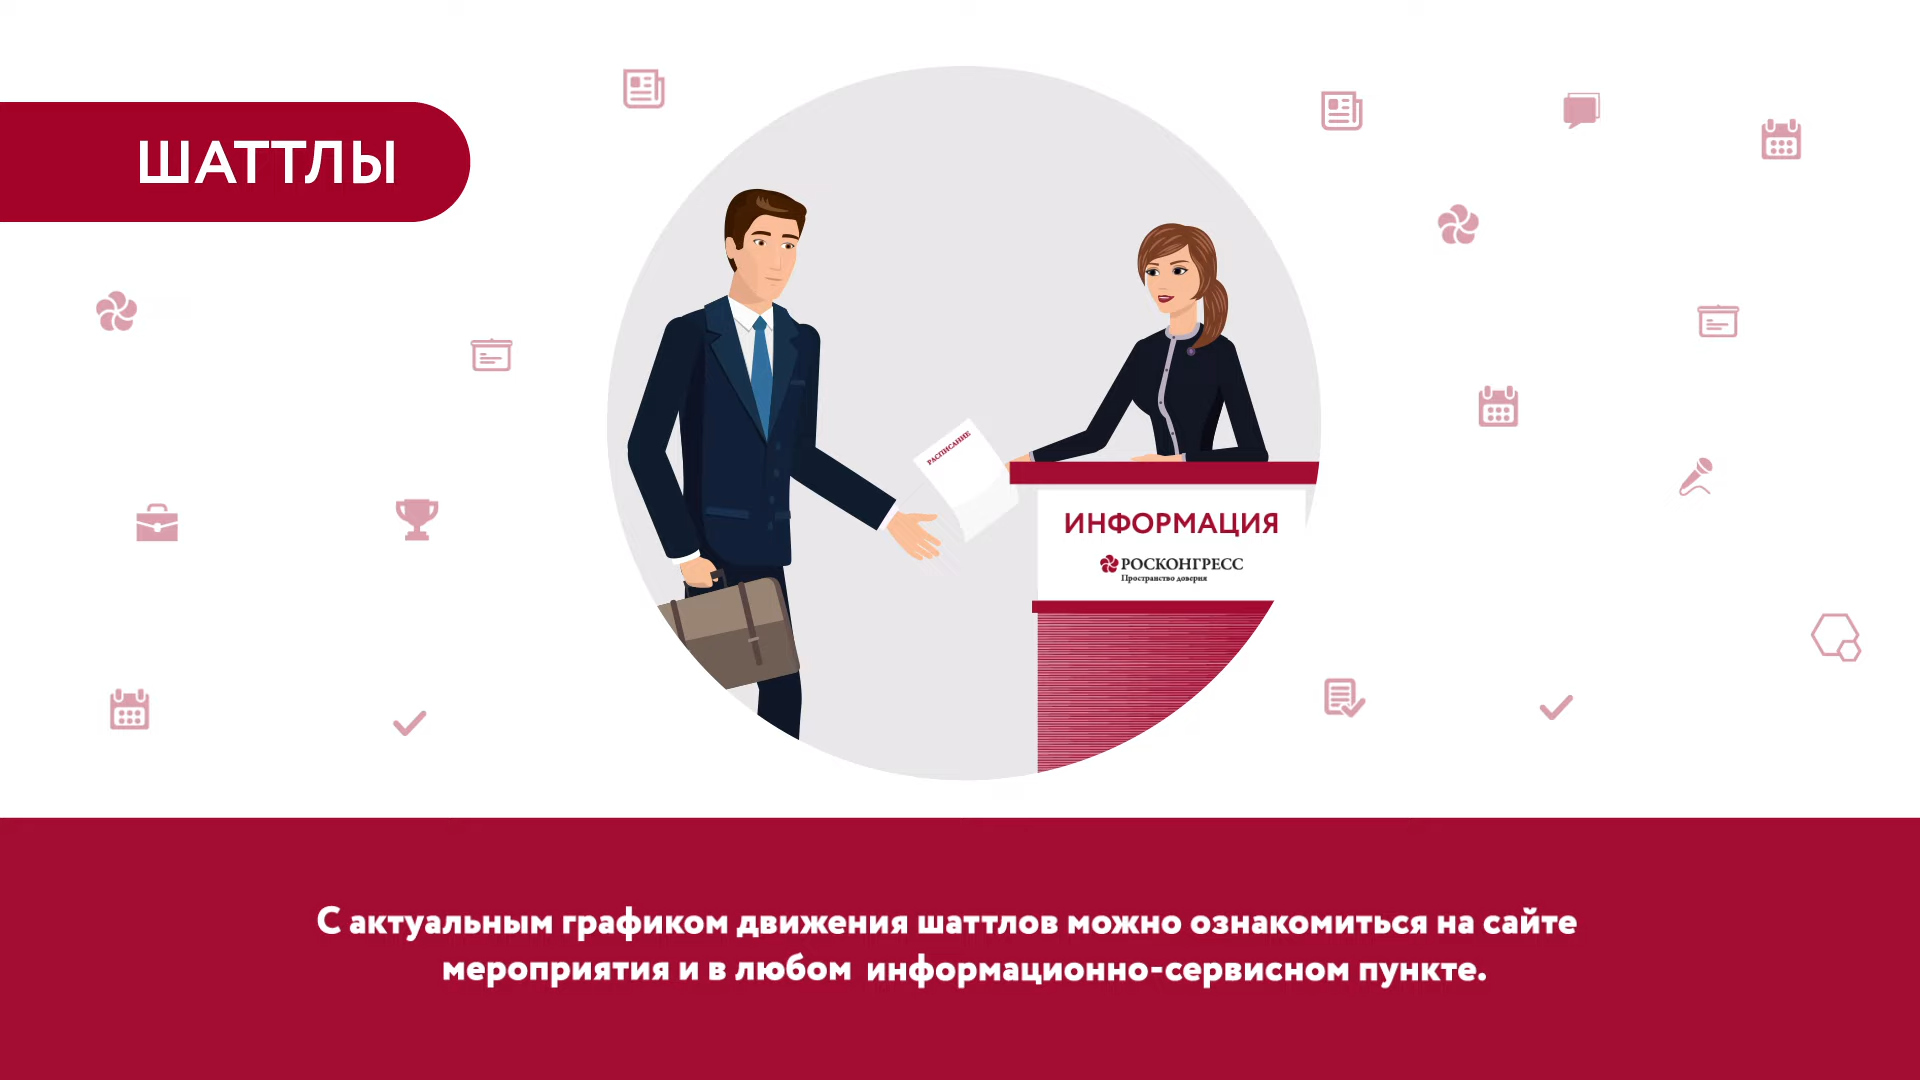 ШАТТЛЫ
РАСПИСАНИЕ
ИНФОРМАЦИЯ
РОСКОНГРЕСС
Пространство доверия
С актуальным графиком движения шаттлов можно ознакомиться на сайте
мероприятия и в любом информационно-сервисном пункте.